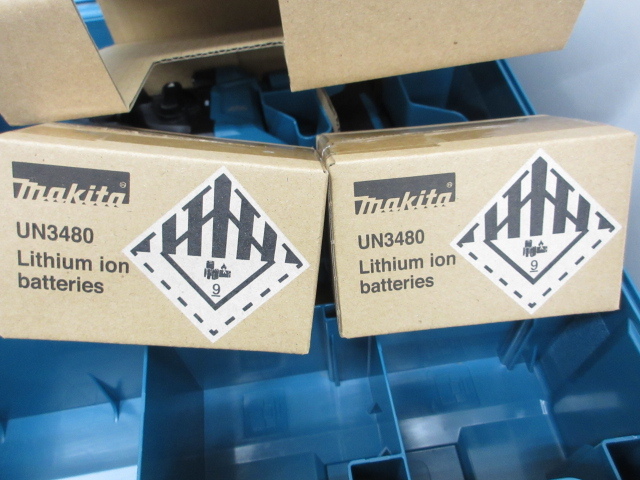 makita
UN3480
Lithium ion
batteries
9
makita
UN3480
Lithium ion
batteries
9